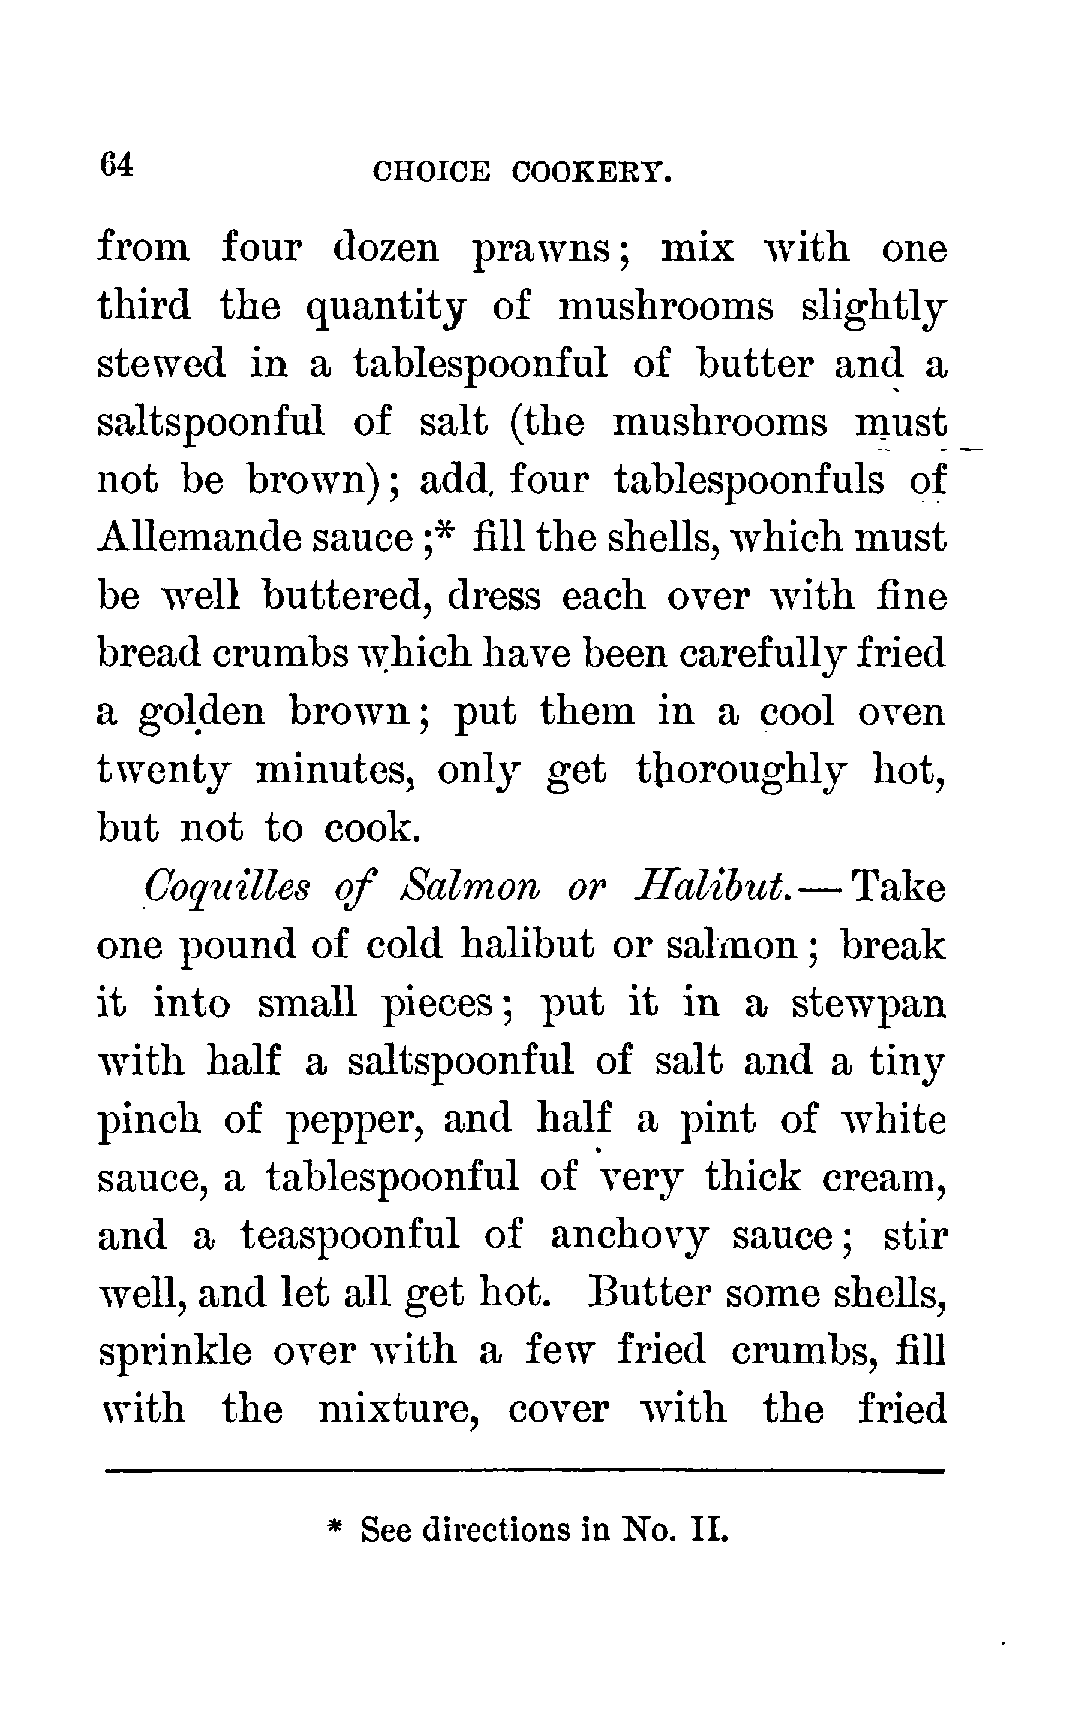 64 CHOICE COOKERY.
from four dozen prawns; mix with one
third the quantity of mushrooms slightly
stewed in a tablespoonful of butter and a
saltspoonful of salt (the mushrooms must
not be brown); add four tablespoonfuls of
Allemande sauce;* fill the shells, which must
be well buttered, dress each over with fine
bread crumbs which have been carefully fried
a golden brown; put them in a cool oven
twenty minutes, only get thoroughly hot,
but not to cook.
Coquilles of Salmon or Halibut.—Take
one pound of cold halibut or salmon; break
it into small pieces; put it in a stewpan
with half a saltspoonful of salt and a tiny
pinch of pepper, and half a pint of white
sauce, a tablespoonful of very thick cream,
and a teaspoonful of anchovy sauce; stir
well, and let all get hot. Butter some shells,
sprinkle over with a few fried crumbs, fill
with the mixture, cover with the fried
* See directions in No. II.